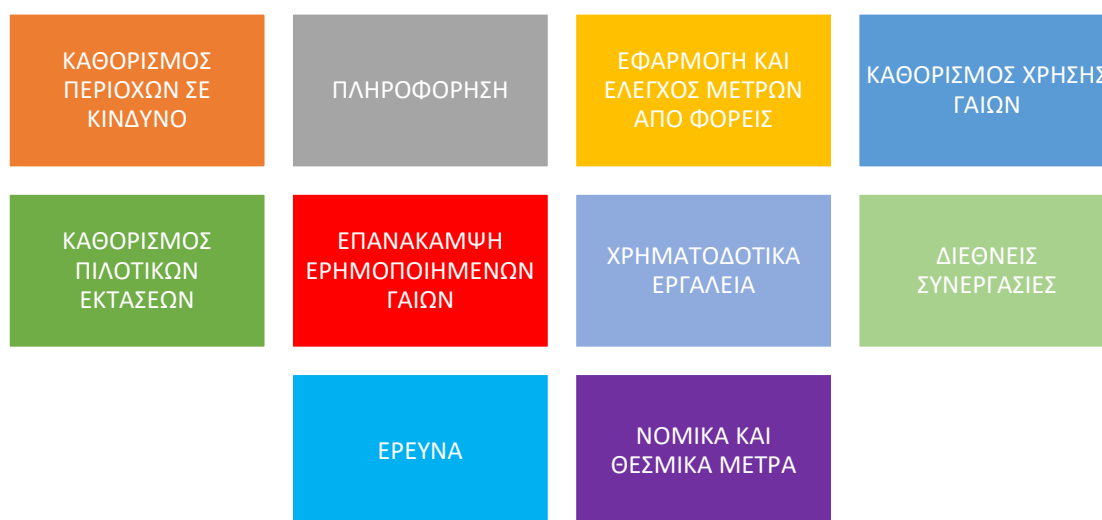 ΚΑΘΟΡΙΣΜΟΣ
ΠΕΡΙΟΧΩΝ ΣΕ
ΚΙΝΔΥΝΟ
ΠΛΗΡΟΦΟΡΗΣΗ
ΕΦΑΡΜΟΓΗ ΚΑΙ
ΕΛΕΓΧΟΣ ΜΕΤΡΩΝ
ΑΠΟ ΦΟΡΕΙΣ
ΚΑΘΟΡΙΣΜΟΣ ΧΡΗΣΗΣ
ΓΑΙΩΝ
ΚΑΘΟΡΙΣΜΟΣ
ΠΙΛΟΤΙΚΩΝ
ΕΚΤΑΣΕΩΝ
ΕΠΑΝΑΚΑΜΨΗ
ΕΡΗΜΟΠΟΙΗΜΕΝΩΝ
ΓΑΙΩΝ
ΧΡΗΜΑΤΟΔΟΤΙΚΑ
ΕΡΓΑΛΕΙΑ
ΔΙΕΘΝΕΙΣ
ΣΥΝΕΡΓΑΣΙΕΣ
ΕΡΕΥΝΑ
ΝΟΜΙΚΑ ΚΑΙ
ΘΕΣΜΙΚΑ ΜΕΤΡΑ